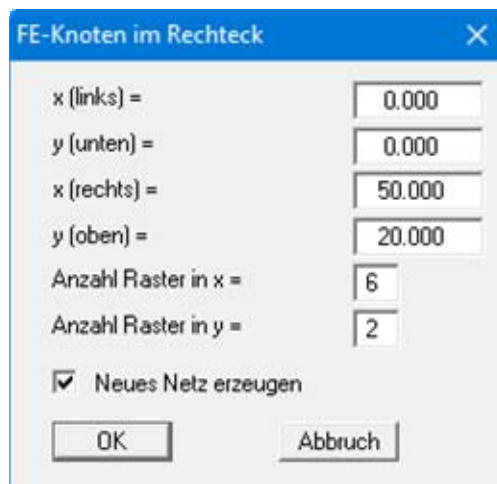 FE-Knoten im Rechteck
x (links) = 0.000
y (unten) = 0.000
x (rechts) = 50.000
y (oben) = 20.000
Anzahl Raster in x = 6
Anzahl Raster in y = 2
Neues Netz erzeugen
OK Abbruch